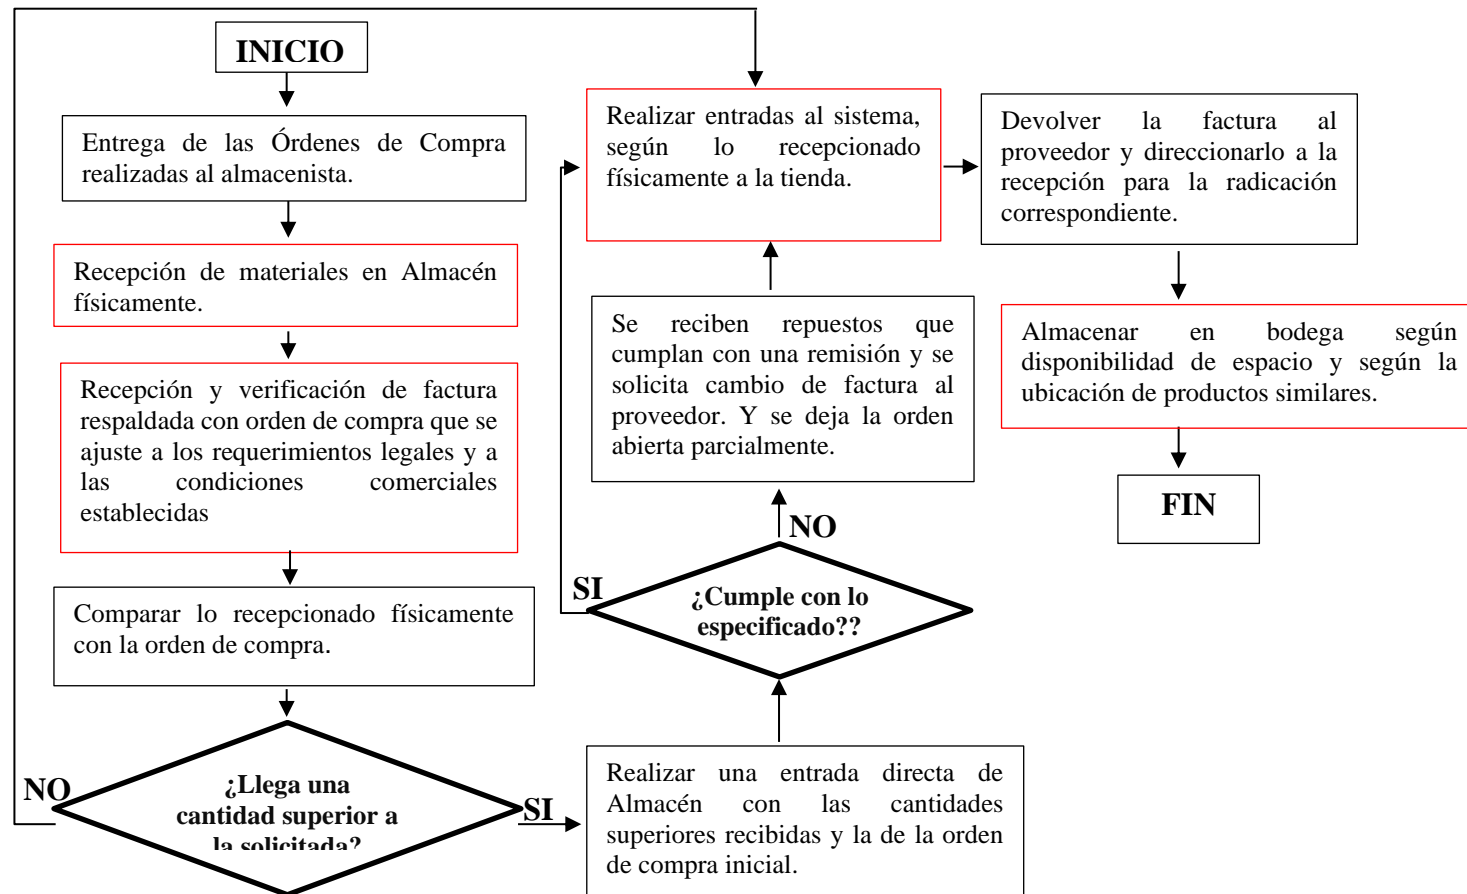 INICIO
Entrega de las Órdenes de Compra
realizadas al almacenista.
Recepción de materiales en Almacén
físicamente.
Recepción y verificación de factura
respaldada con orden de compra que se
ajuste a los requerimientos legales y a
las condiciones comerciales
establecidas
Comparar lo recepcionado físicamente
con la orden de compra.
NO
¿Llega una
cantidad superior a
la solicitada?
SI
Realizar una entrada directa de
Almacén con las cantidades
superiores recibidas y la de la orden
de compra inicial.
¿Cumple con lo
especificado??
SI
NO
Se reciben repuestos que
cumplan con una remisión y se
solicita cambio de factura al
proveedor. Y se deja la orden
abierta parcialmente.
Realizar entradas al sistema,
según lo recepcionado
físicamente a la tienda.
Devolver la factura al
proveedor y direccionarlo a la
recepción para la radicación
correspondiente.
Almacenar en bodega según
disponibilidad de espacio y según la
ubicación de productos similares.
FIN